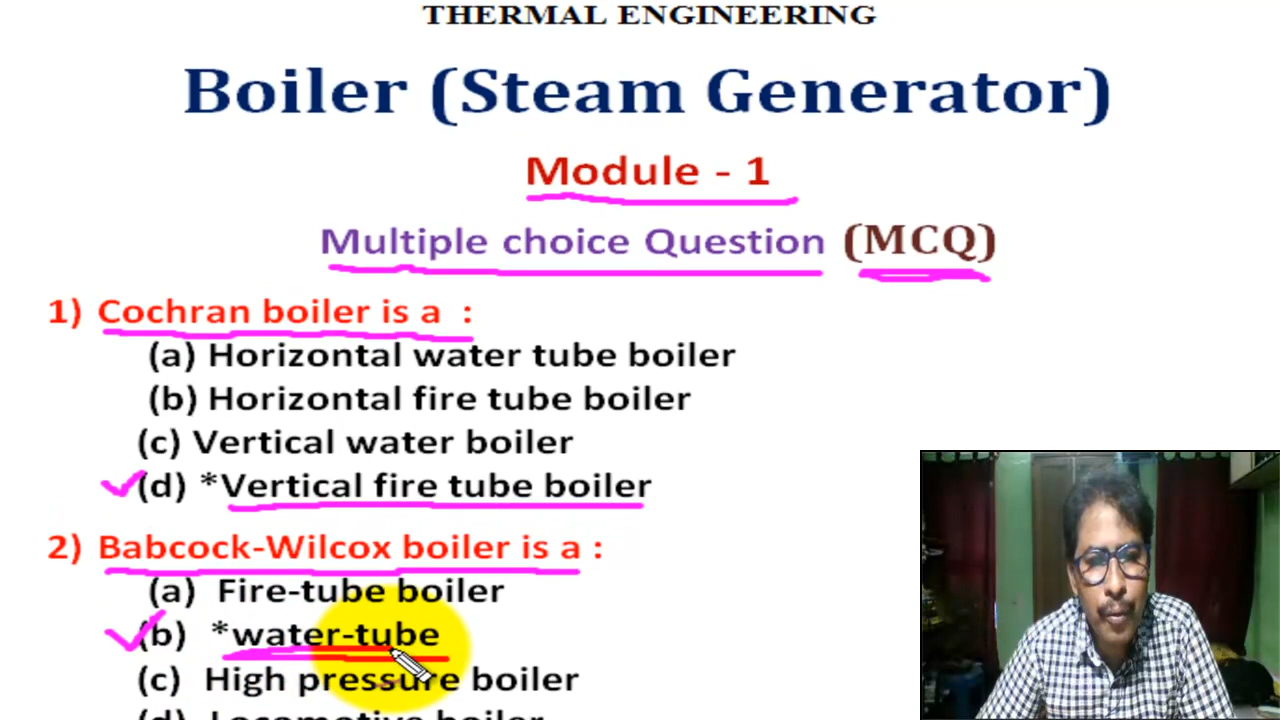 THERMAL ENGINEERING
Boiler (Steam Generator)
Module - 1
Multiple choice Question (MCQ)
1) Cochran boiler is a :
(a) Horizontal water tube boiler
(b) Horizontal fire tube boiler
(c) Vertical water boiler
(d) *Vertical fire tube boiler
2) Babcock-Wilcox boiler is a :
(a) Fire-tube boiler
(b) *water-tube
(c) High pressure boiler
(d) Locomotive boiler